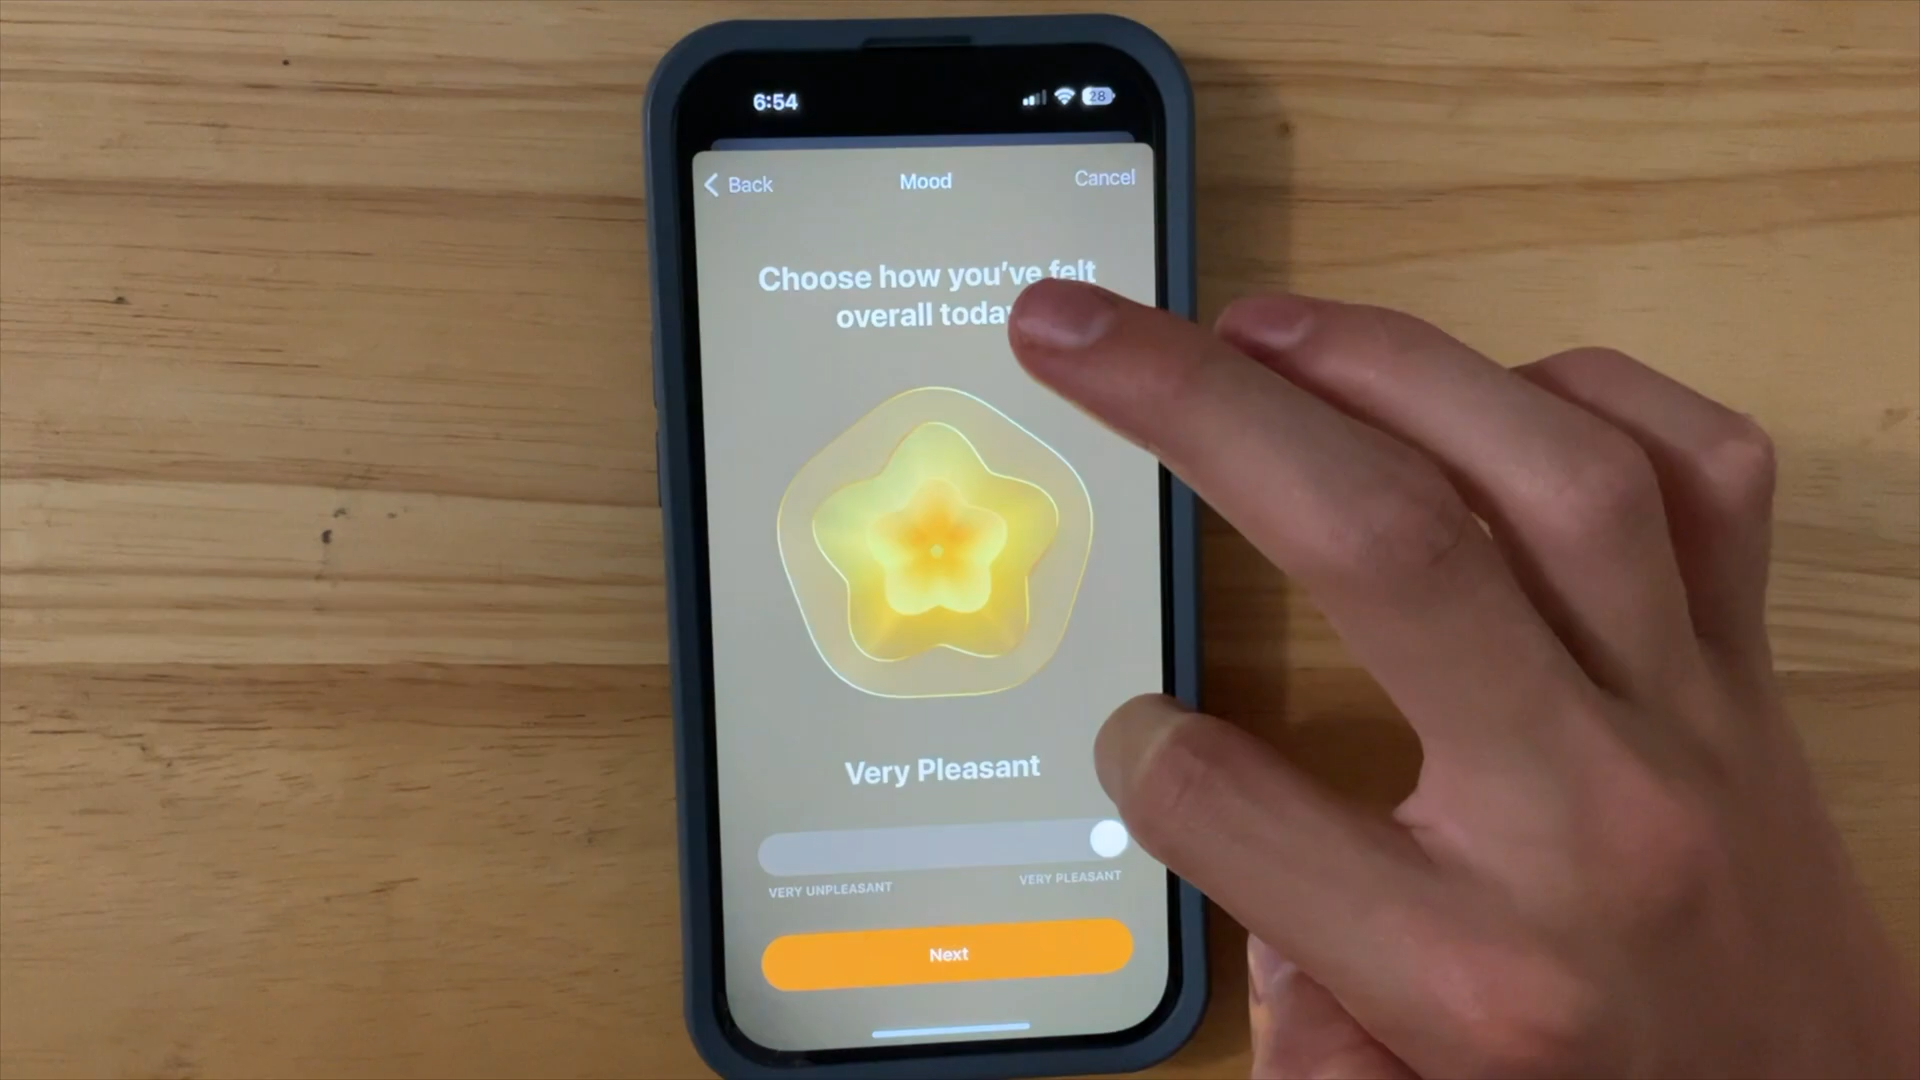 6:54
28
Back
Mood
Cancel
Choose how you've felt
overall today
Very Pleasant
VERY UNPLEASANT
VERY PLEASANT
Next